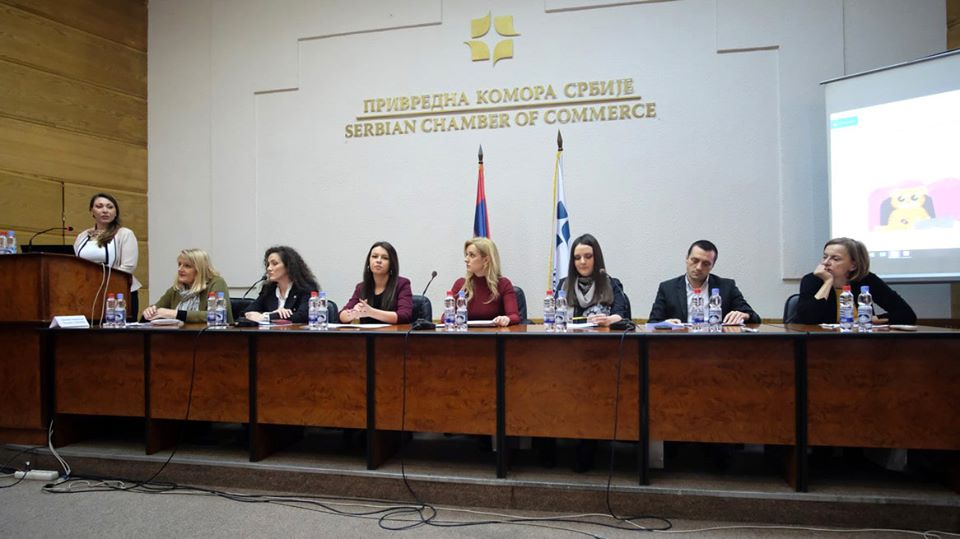 ПРИВРЕДНА КОМОРА СРБИЈЕ
SERBIAN CHAMBER OF COMMERCE